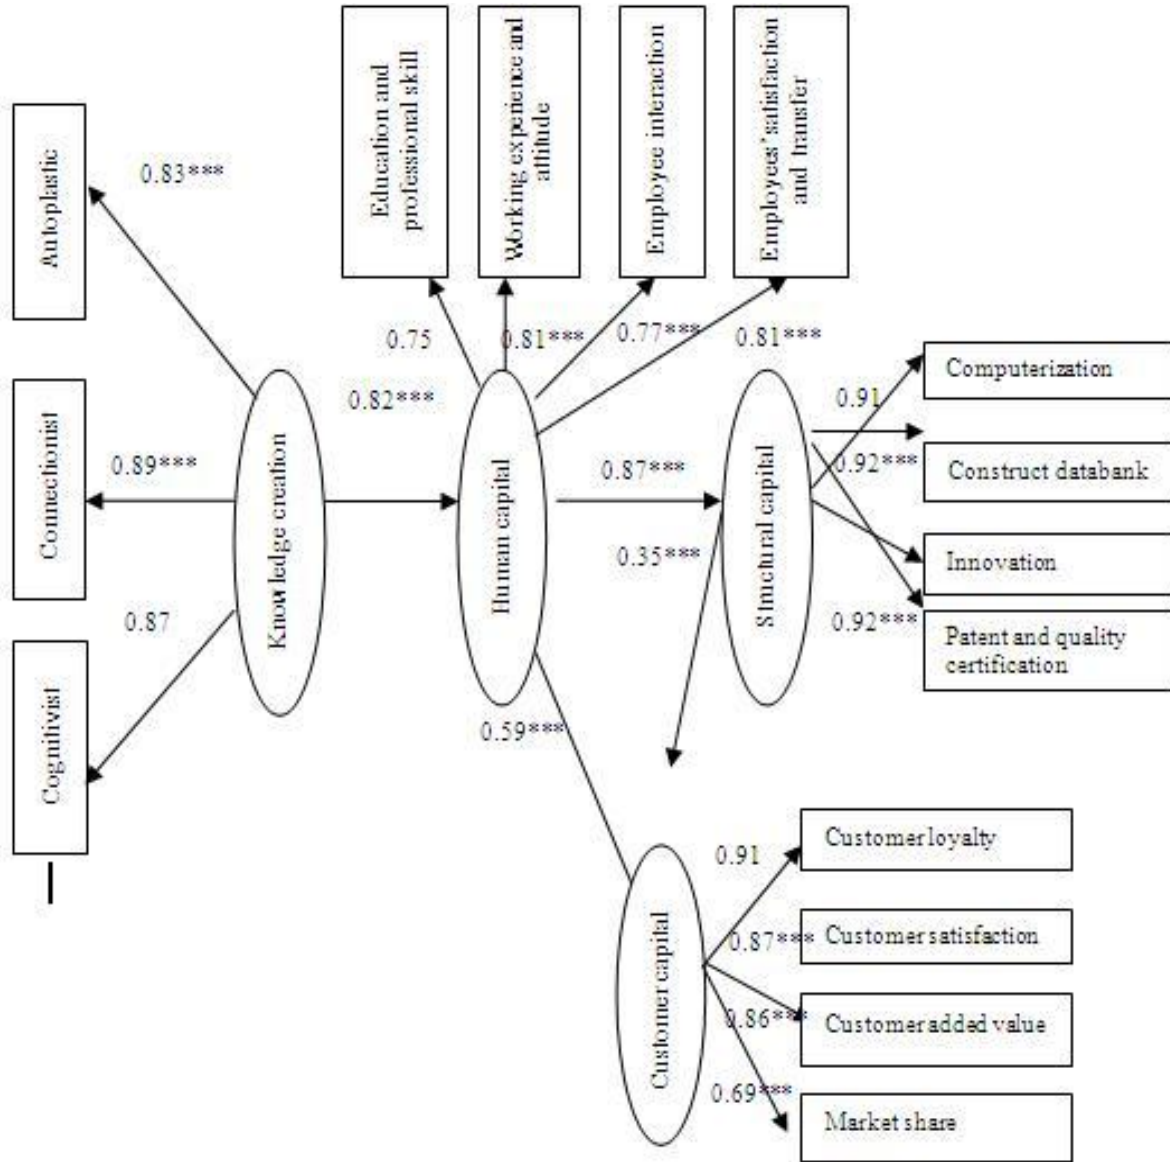 Education and
professional skill
Working experience and
attitude
Employee interaction
Employees' satisfaction
and transfer
Autoplastic
0.83***
0.75
0.81***
0.77***
0.81***
Computerization
0.82***
0.91
Connectionist
0.89***
Knowledge creation
Human capital
0.87***
Structural capital
0.92***
Construct databank
0.35***
Innovation
0.87
0.92***
Patent and quality
certification
Cognitivist
0.59***
Customer capital
0.91
Customer loyalty
0.87***
Customer satisfaction
0.86***
Customer added value
0.69***
Market share